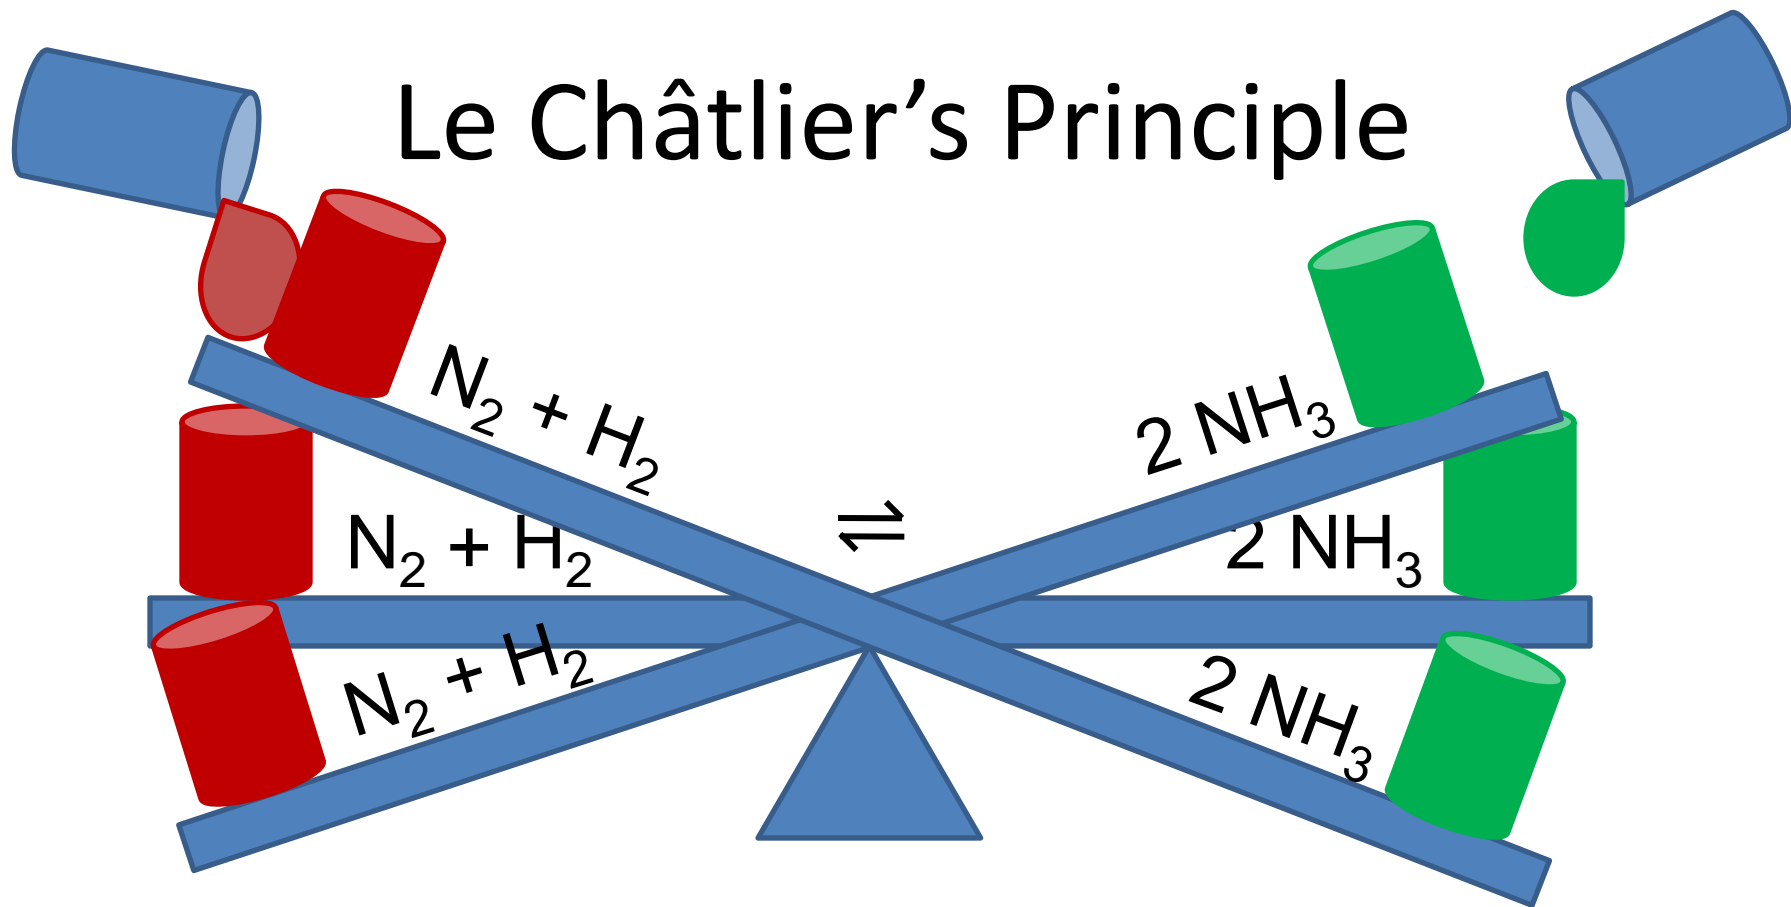 Le Châtlier’s Principle
N₂ + H₂
2 NH₃
⇌
N₂ + H₂
2 NH₃
N₂ + H₂
2 NH₃